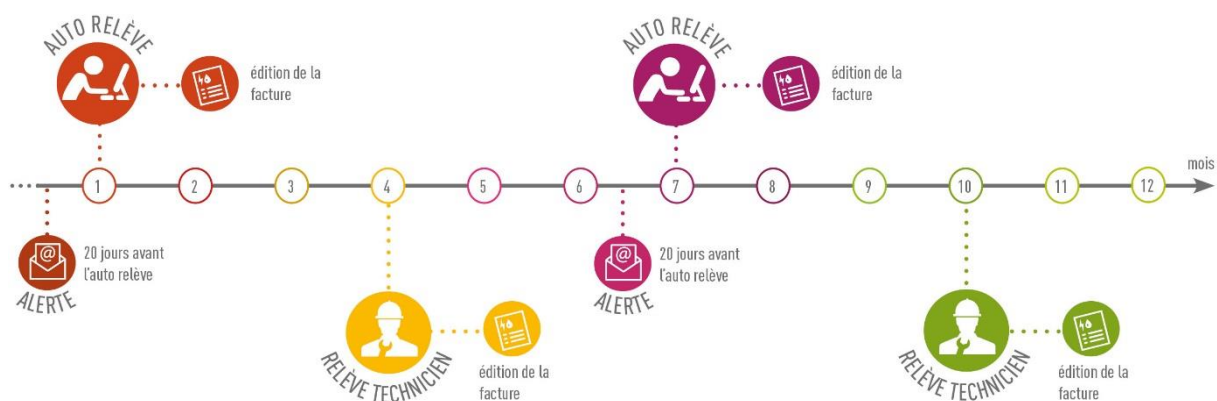 AUTO RELÈVE
édition de la
facture
AUTO RELÈVE
édition de la
facture
mois
1
2
3
4
5
6
7
8
9
10
11
12
@
20 jours avant
l'auto relève
ALERTE
@
20 jours avant
l'auto relève
ALERTE
RELÈVE TECHNICIEN
édition de la
facture
RELÈVE TECHNICIEN
édition de la
facture